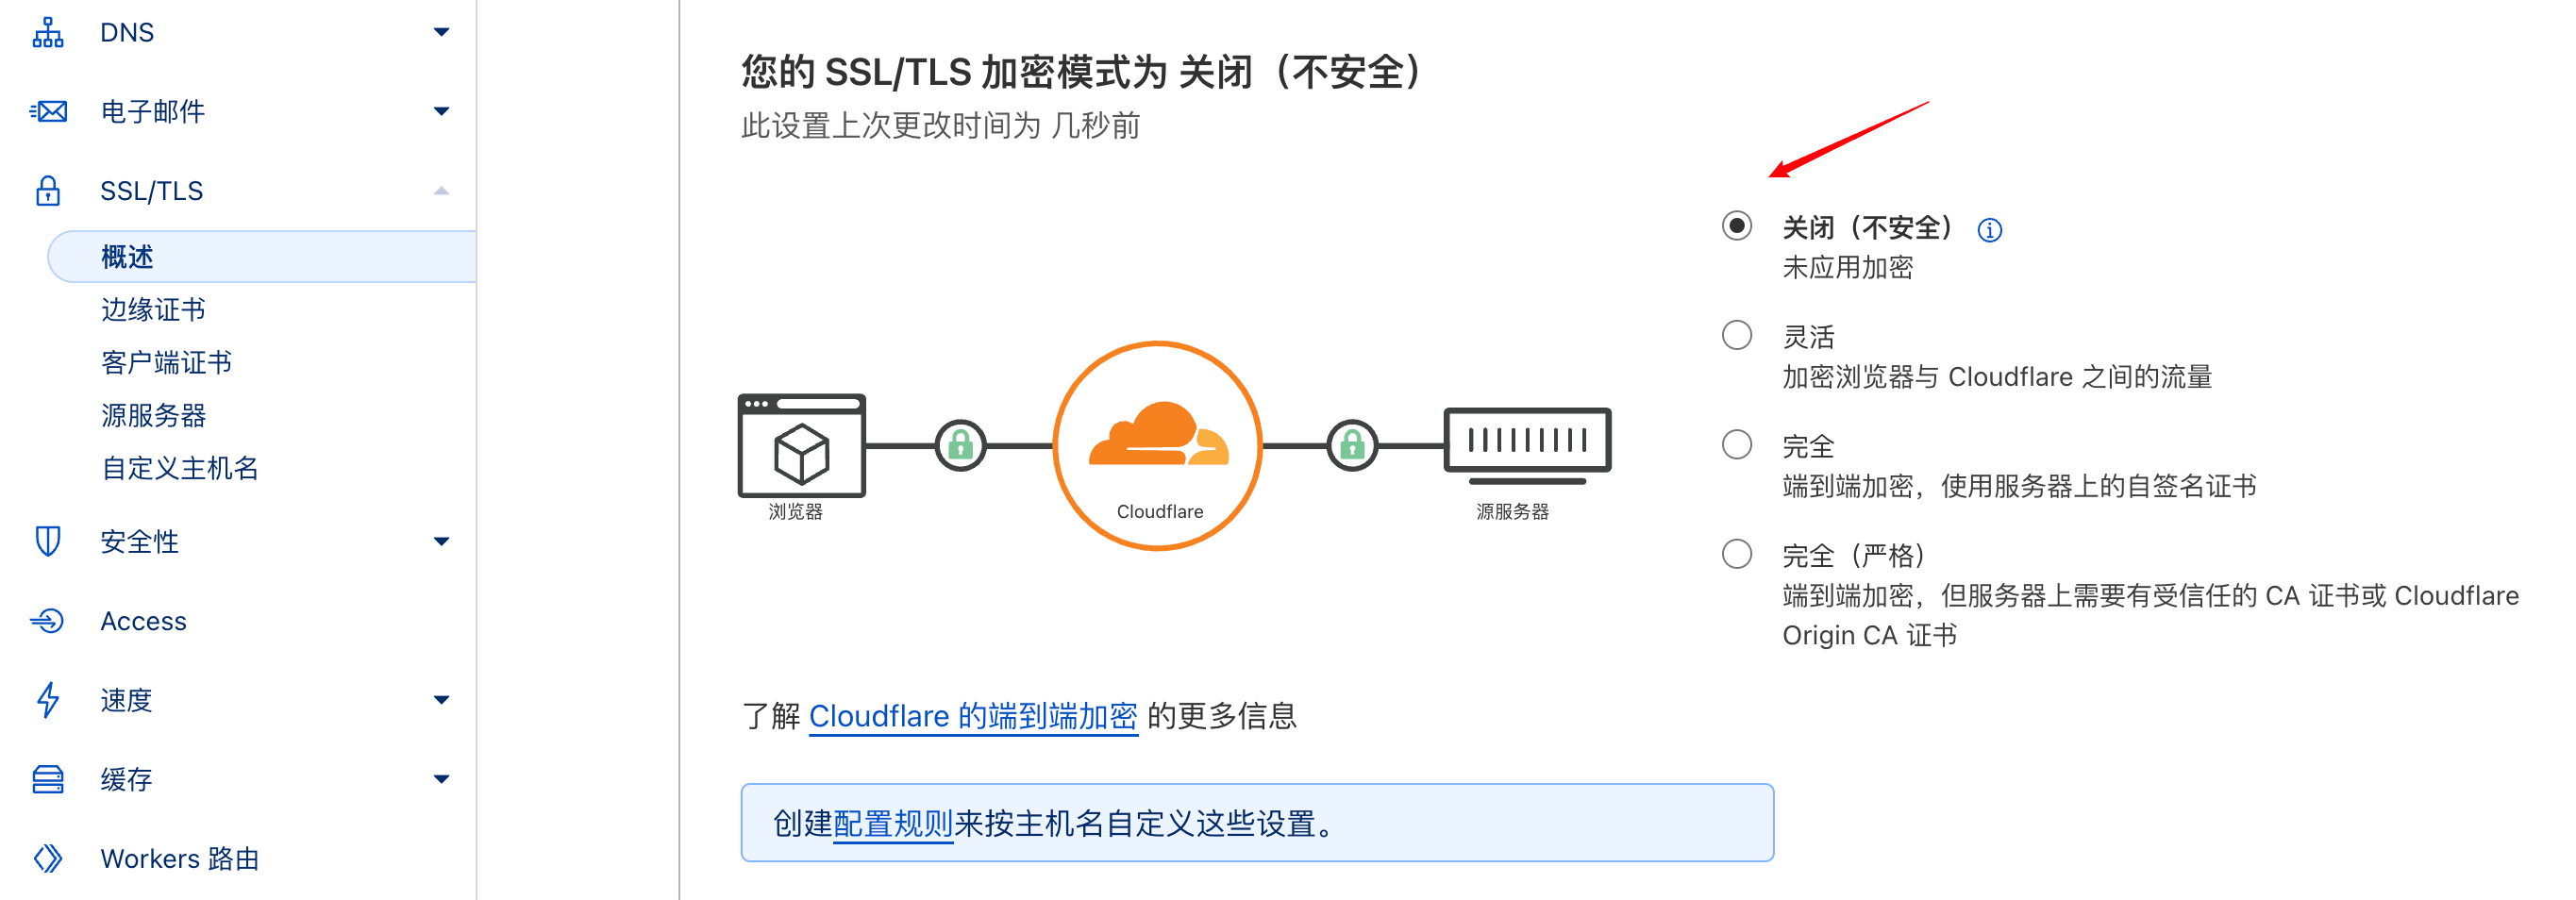 DNS
电子邮件
SSL/TLS
概述
边缘证书
客户端证书
源服务器
自定义主机名
安全性
Access
速度
缓存
Workers 路由
您的 SSL/TLS 加密模式为 关闭（不安全）
此设置上次更改时间为 几秒前
浏览器
Cloudflare
源服务器
关闭（不安全）
未应用加密
灵活
加密浏览器与 Cloudflare 之间的流量
完全
端到端加密，使用服务器上的自签名证书
完全（严格）
端到端加密，但服务器上需要有受信任的 CA 证书或 Cloudflare
Origin CA 证书
了解 Cloudflare 的端到端加密 的更多信息
创建配置规则来按主机名自定义这些设置。